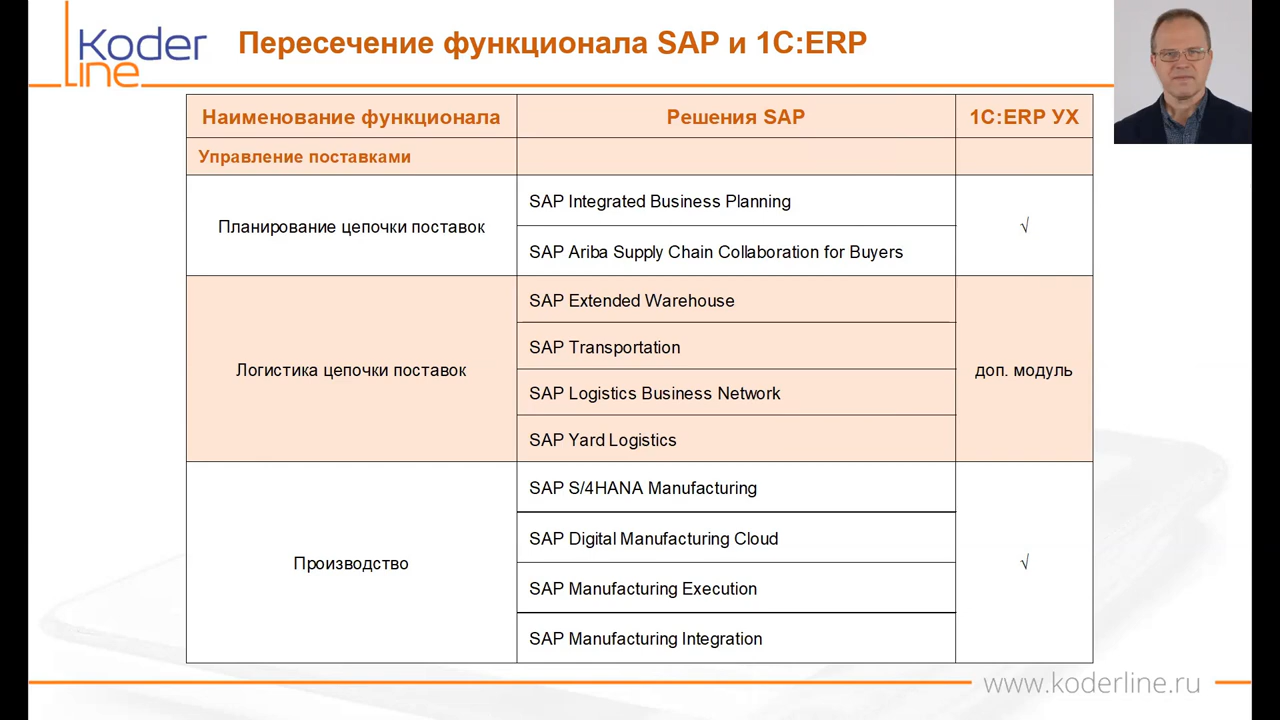 Koder
line
Пересечение функционала SAP и 1С:ERP
Наименование функционала
Решения SAP
1С:ERP УХ
Управление поставками
Планирование цепочки поставок
SAP Integrated Business Planning
SAP Ariba Supply Chain Collaboration for Buyers
√
Логистика цепочки поставок
SAP Extended Warehouse
SAP Transportation
SAP Logistics Business Network
SAP Yard Logistics
доп. модуль
Производство
SAP S/4HANA Manufacturing
SAP Digital Manufacturing Cloud
SAP Manufacturing Execution
SAP Manufacturing Integration
√
www.koderline.ru